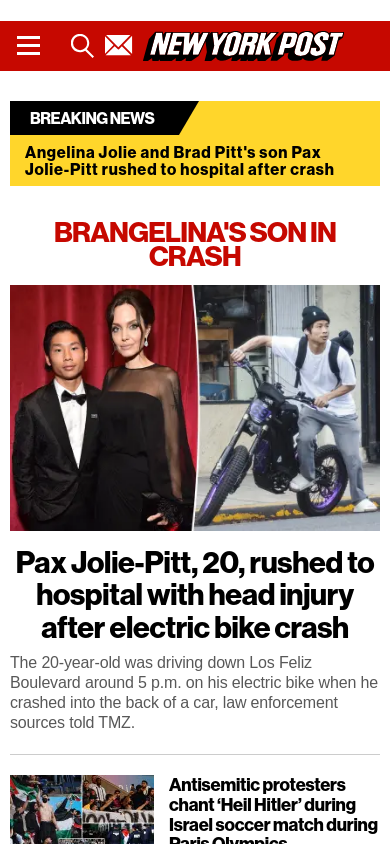 NEW YORK POST
BREAKING NEWS
Angelina Jolie and Brad Pitt's son Pax
Jolie-Pitt rushed to hospital after crash
BRANGELINA'S SON IN
CRASH
Pax Jolie-Pitt, 20, rushed to
hospital with head injury
after electric bike crash
The 20-year-old was driving down Los Feliz
Boulevard around 5 p.m. on his electric bike when he
crashed into the back of a car, law enforcement
sources told TMZ.
Antisemitic protesters
chant ‘Heil Hitler’ during
Israel soccer match during
Paris Olympics